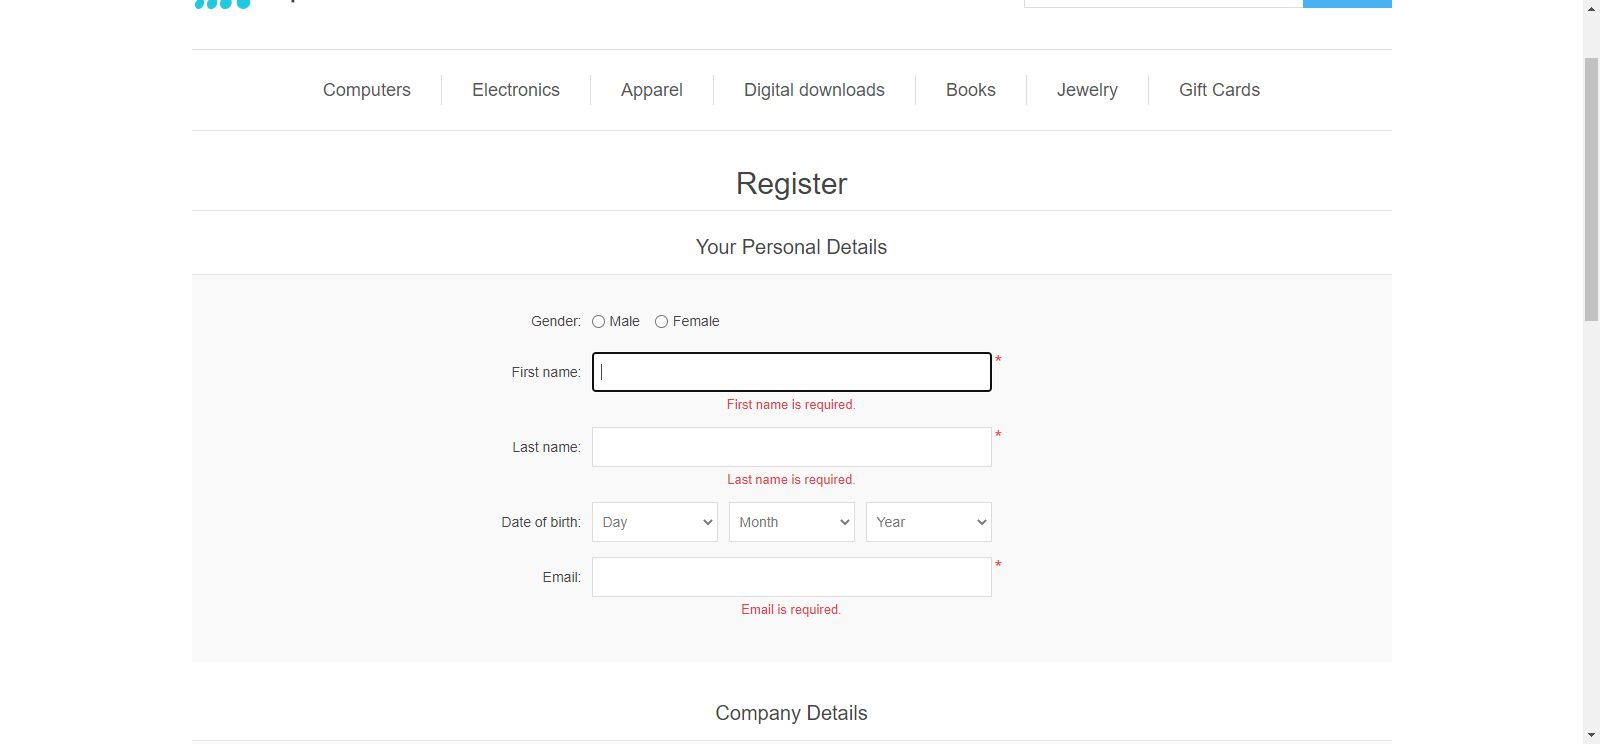 Computers Electronics Apparel Digital downloads Books Jewelry Gift Cards
Register
Your Personal Details
Gender: Male Female
First name: *
First name is required.
Last name: *
Last name is required.
Date of birth: Day Month Year
Email: *
Email is required.
Company Details